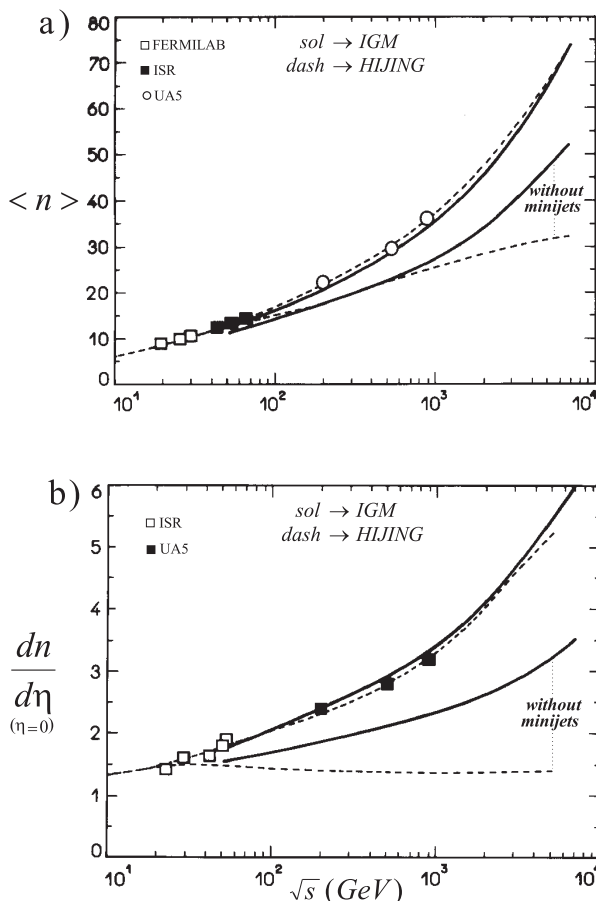 a)
80
70
60
50
40
30
20
10
0
< n >
□ FERMILAB
■ ISR
○ UA5
sol → IGM
dash → HIJING
without
minijets
10¹ 10² 10³ 10⁴
b)
6
5
4
3
2
1
0
dn
dη
(η=0)
□ ISR
■ UA5
sol → IGM
dash → HIJING
without
minijets
10¹ 10² 10³ 10⁴
√s (GeV)